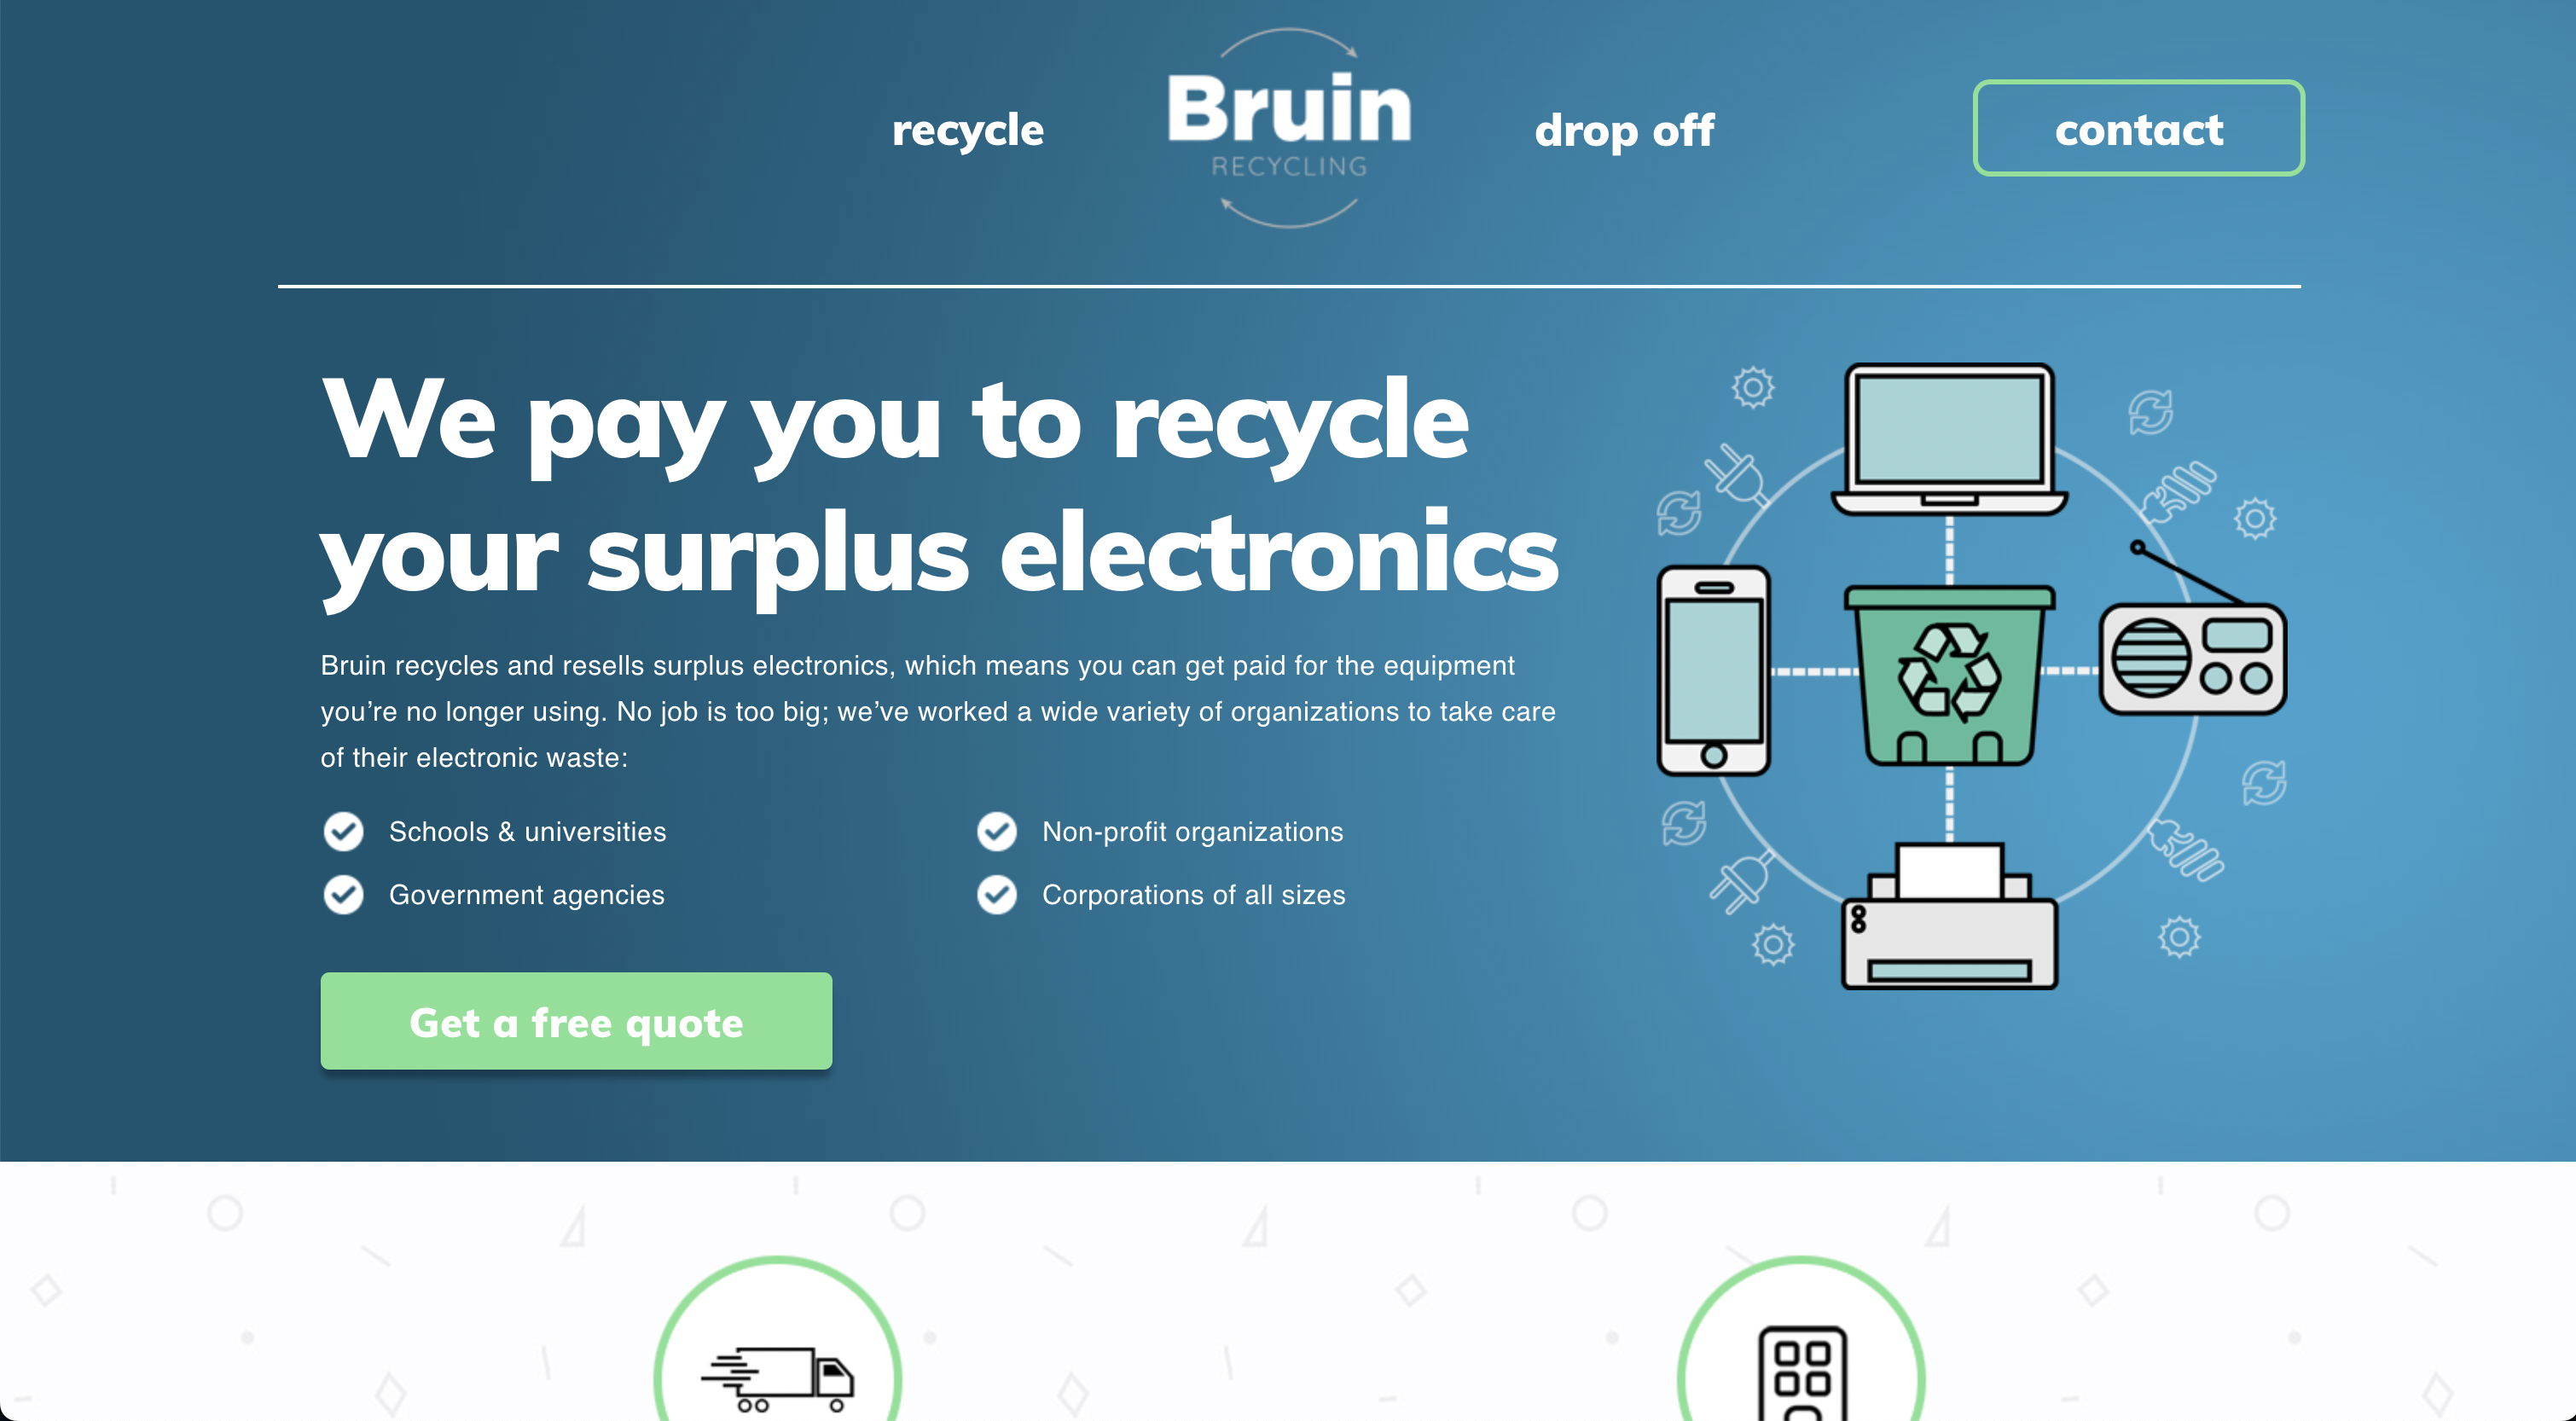 recycle
Bruin
RECYCLING
drop off
contact
We pay you to recycle
your surplus electronics
Bruin recycles and resells surplus electronics, which means you can get paid for the equipment
you’re no longer using. No job is too big; we’ve worked a wide variety of organizations to take care
of their electronic waste:
Schools & universities
Non-profit organizations
Government agencies
Corporations of all sizes
Get a free quote